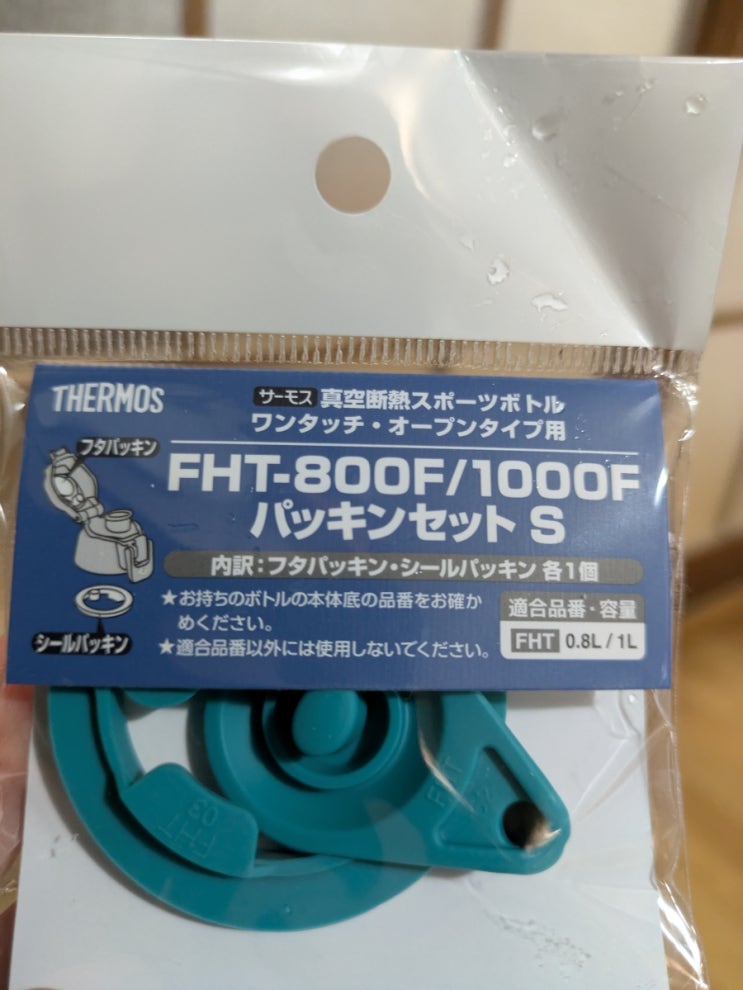 THERMOS
サーモス 真空断熱スポーツボトル
ワンタッチ・オープンタイプ用
フタパッキン
FHT-800F/1000F
パッキンセット S
内訳:フタパッキン・シールパッキン 各1個
シールパッキン
★お持ちのボトルの本体底の品番をお確か
めください。
★適合品番以外には使用しないでください。
適合品番・容量
FHT 0.8L / 1L
FHT
03
FHT